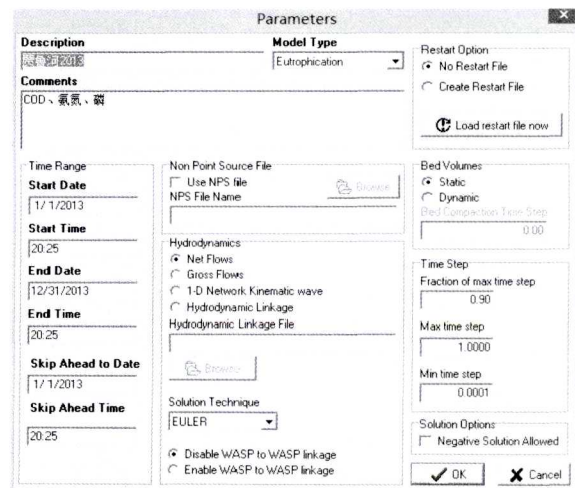 Parameters
Description
2013
Model Type
Eutrophication
Comments
COD、氨氮、磷
Restart Option
No Restart File
Create Restart File
Load restart file now
Time Range
Start Date
1/ 1/2013
Start Time
20:25
End Date
12/31/2013
End Time
20:25
Skip Ahead to Date
1/ 1/2013
Skip Ahead Time
20:25
Non Point Source File
Use NPS file
Browse
NPS File Name
Hydrodynamics
Net Flows
Gross Flows
1-D Network Kinematic wave
Hydrodynamic Linkage
Hydrodynamic Linkage File
Browse
Solution Technique
EULER
Disable WASP to WASP linkage
Enable WASP to WASP linkage
Bed Volumes
Static
Dynamic
Bed Compaction Time Step
0.00
Time Step
Fraction of max time step
0.90
Max time step
1.0000
Min time step
0.0001
Solution Options
Negative Solution Allowed
OK
Cancel